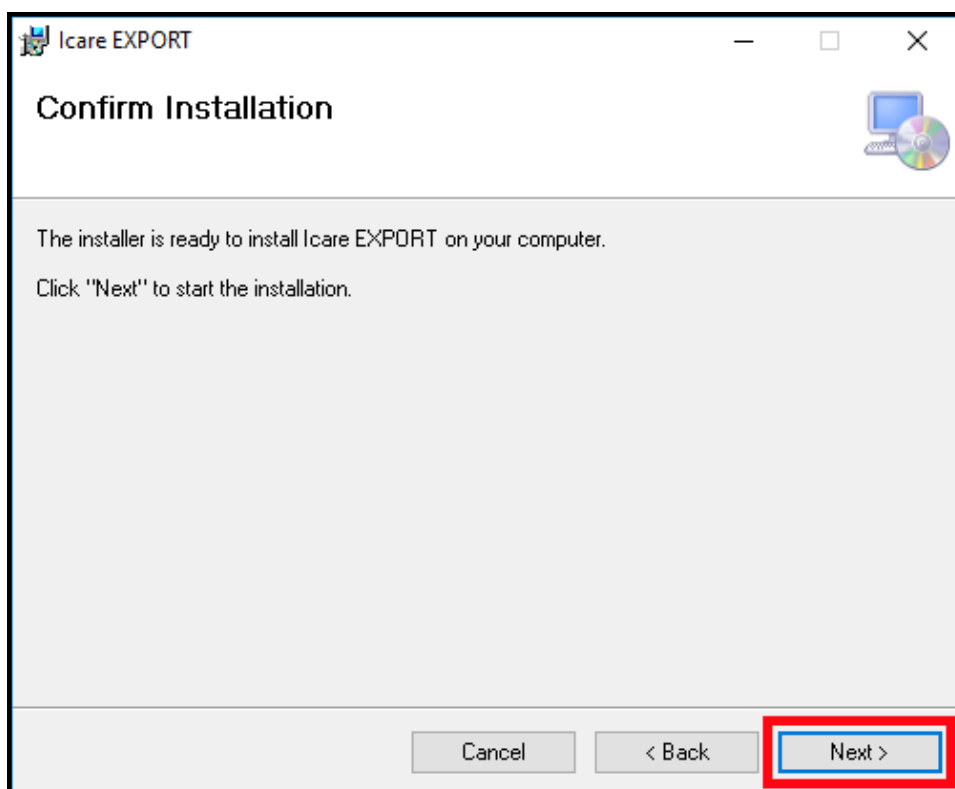 Icare EXPORT
Confirm Installation
The installer is ready to install Icare EXPORT on your computer.
Click "Next" to start the installation.
Cancel
< Back
Next >